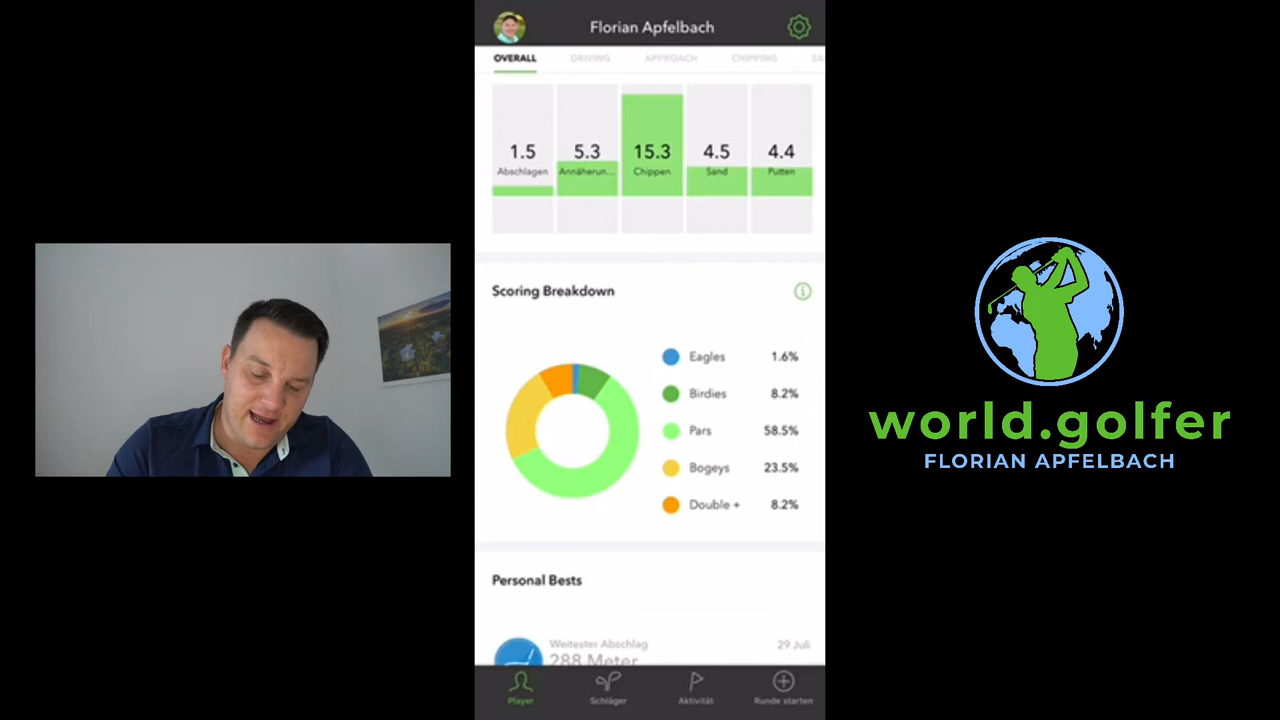 Florian Apfelbach
OVERALL DRIVING APPROACH CHIPPING SA
1.5 5.3 15.3 4.5 4.4
Abschlagen Annäherun... Chippen Sand Putten
Scoring Breakdown
Eagles 1.6%
Birdies 8.2%
Pars 58.5%
Bogeys 23.5%
Double + 8.2%
Personal Bests
Weitester Abschlag 29 Juli
288 Meter
Player Schläger Aktivität Runde starten
world.golfer
FLORIAN APFELBACH